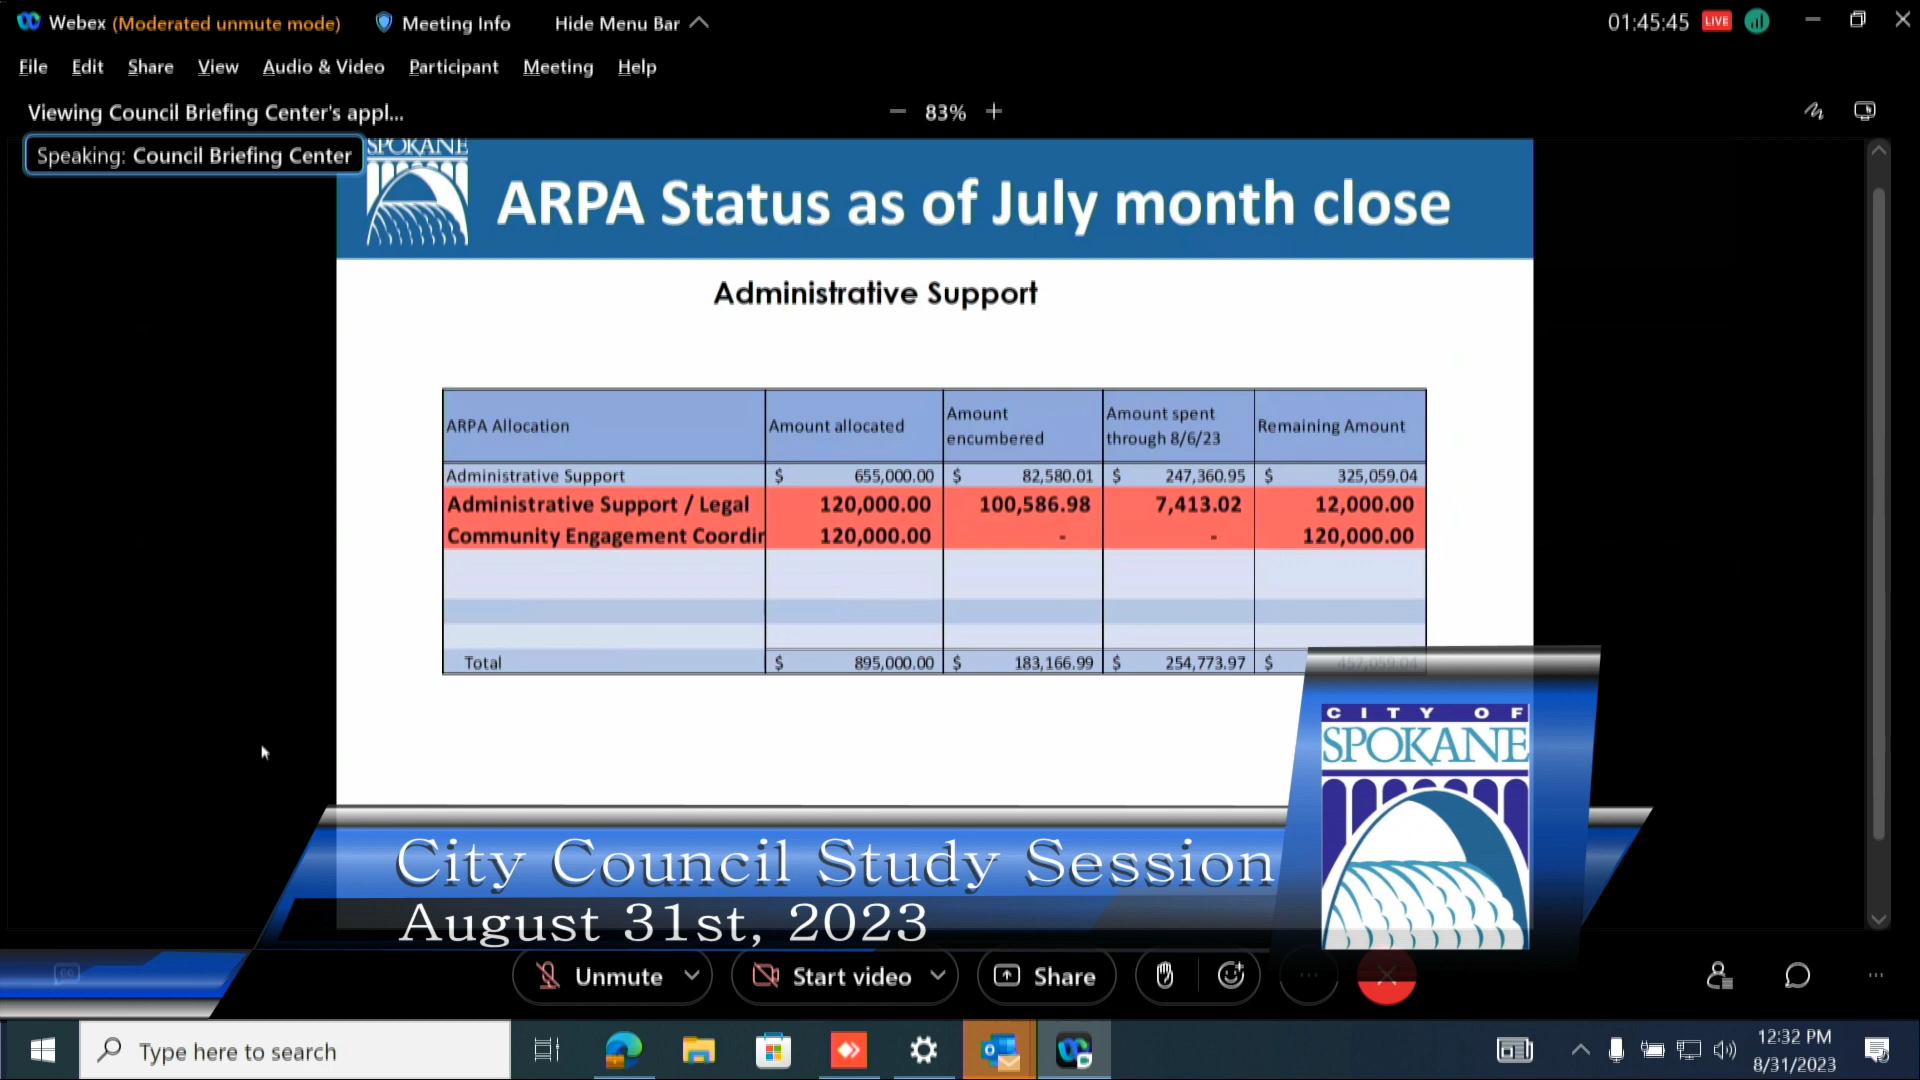 Webex (Moderated unmute mode) Meeting Info Hide Menu Bar 01:45:45 LIVE
File Edit Share View Audio & Video Participant Meeting Help
Viewing Council Briefing Center's appl... 83%
Speaking: Council Briefing Center
SPOKANE
ARPA Status as of July month close
Administrative Support
ARPA Allocation Amount allocated Amount encumbered Amount spent through 8/6/23 Remaining Amount
Administrative Support $ 655,000.00 $ 82,580.01 $ 247,360.95 $ 325,059.04
Administrative Support / Legal 120,000.00 100,586.98 7,413.02 12,000.00
Community Engagement Coordir 120,000.00 - - 120,000.00
Total $ 895,000.00 $ 183,166.99 $ 254,773.97 $ 457,059.04
CITY OF
SPOKANE
City Council Study Session
August 31st, 2023
Unmute Start video Share
Type here to search
12:32 PM
8/31/2023